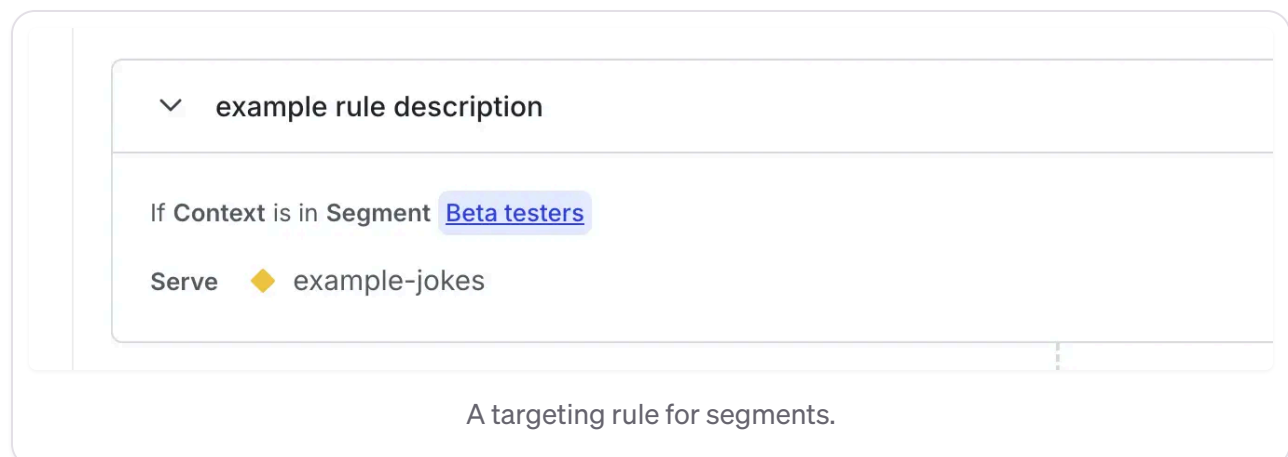 example rule description
If Context is in Segment Beta testers
Serve example-jokes
A targeting rule for segments.